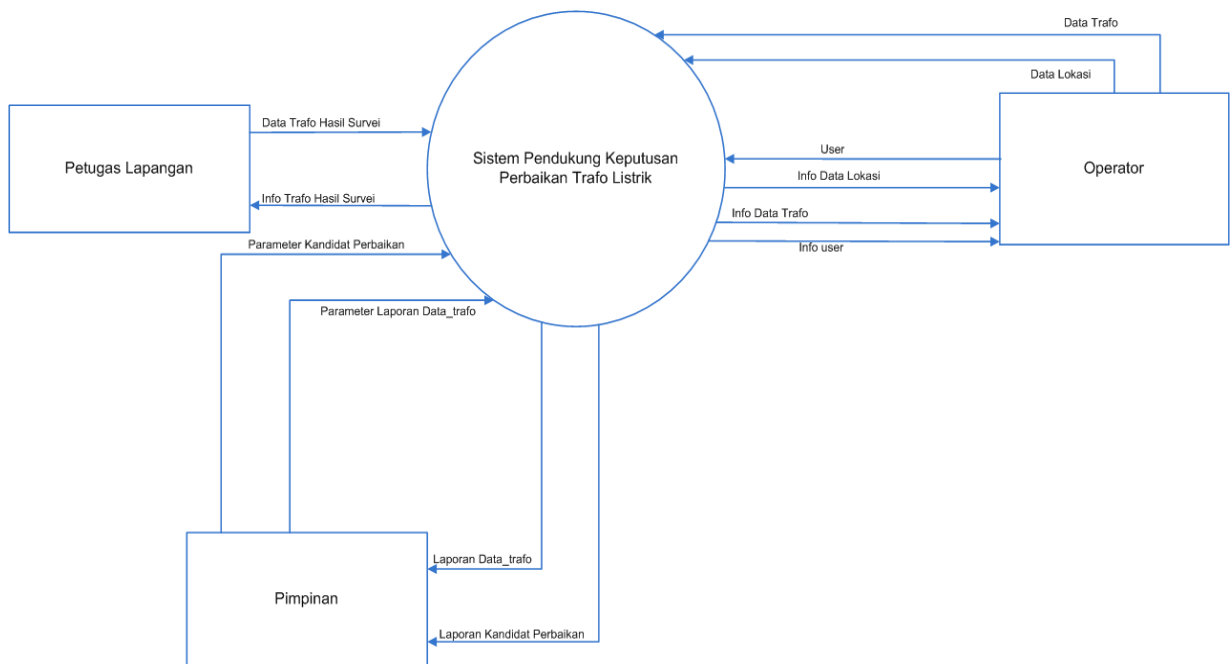 Data Trafo
Data Lokasi
Data Trafo Hasil Survei
Petugas Lapangan
Info Trafo Hasil Survei
Sistem Pendukung Keputusan
Perbaikan Trafo Listrik
User
Info Data Lokasi
Operator
Info Data Trafo
Info user
Parameter Kandidat Perbaikan
Parameter Laporan Data_trafo
Laporan Data_trafo
Pimpinan
Laporan Kandidat Perbaikan